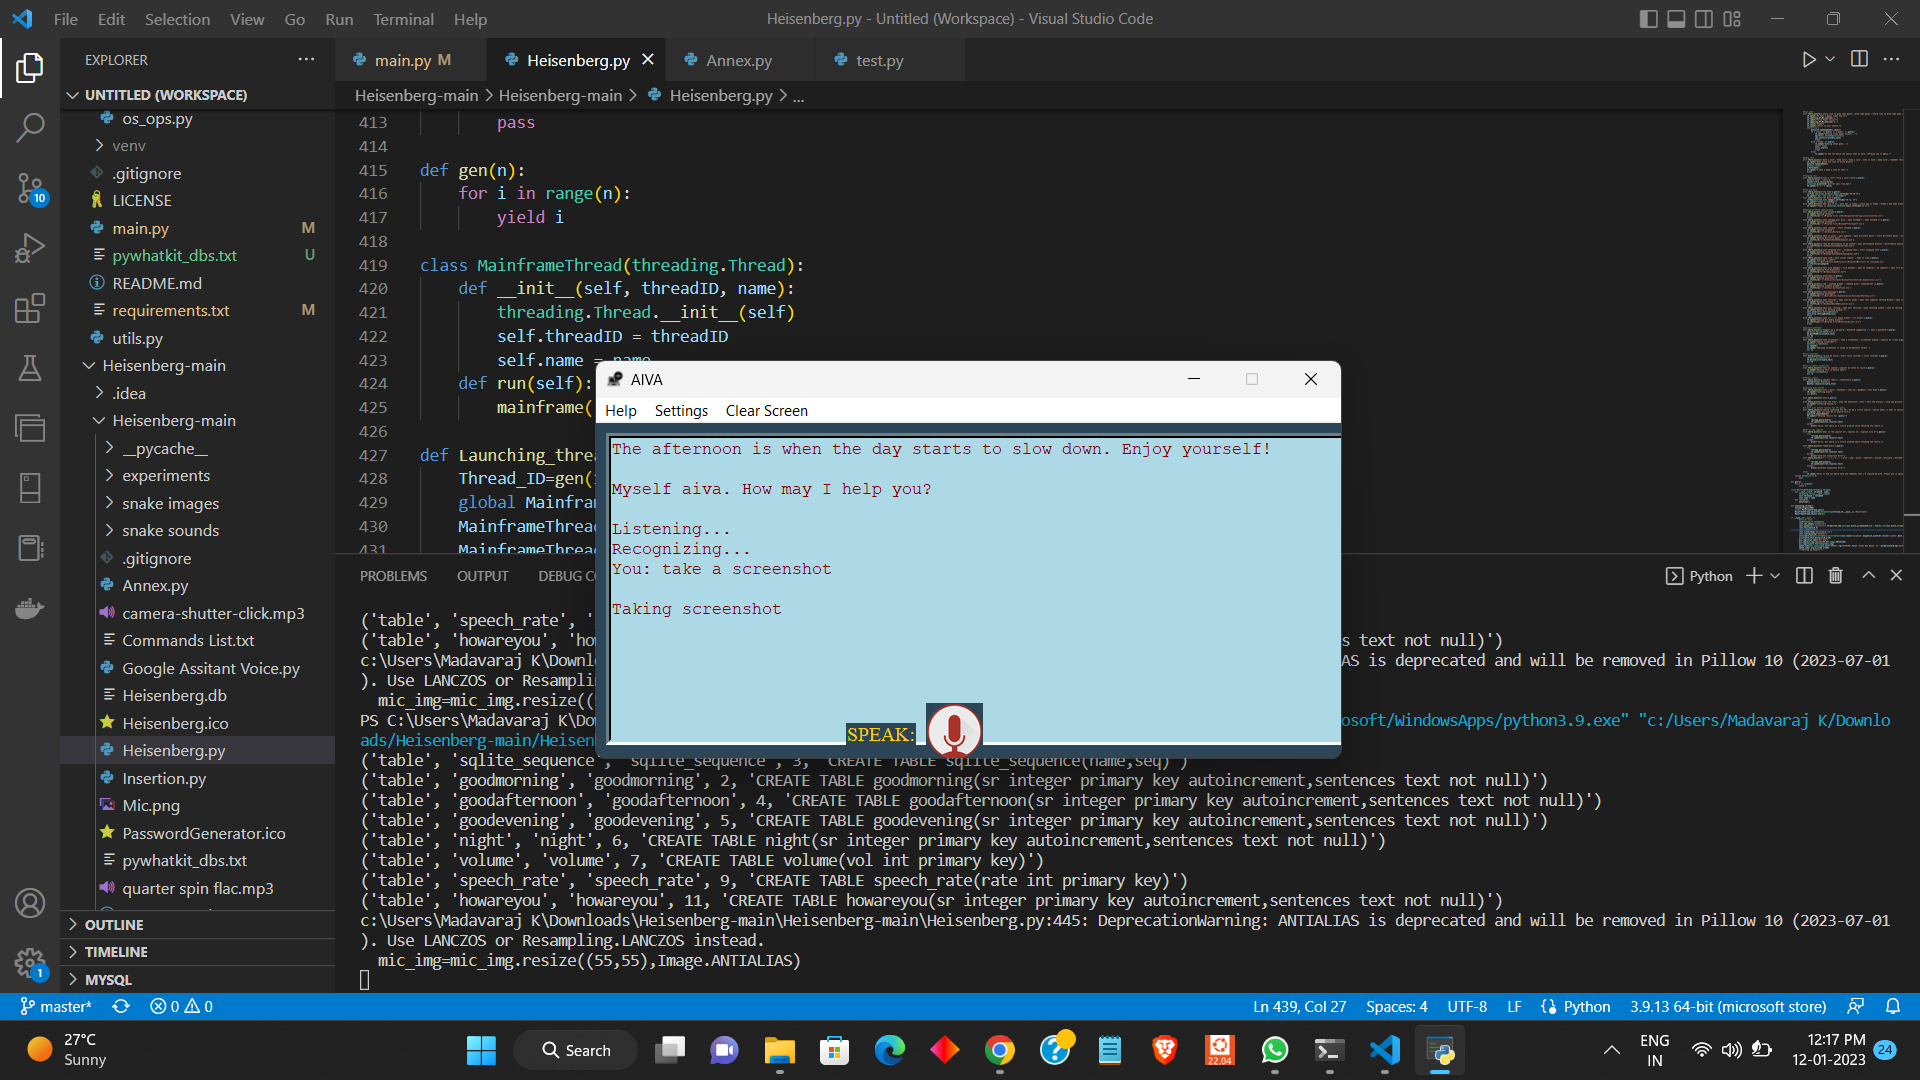 File Edit Selection View Go Run Terminal Help
Heisenberg.py - Untitled (Workspace) - Visual Studio Code
EXPLORER
main.py M
Heisenberg.py
Annex.py
test.py
UNTITLED (WORKSPACE)
Heisenberg-main > Heisenberg-main > Heisenberg.py > ...
os_ops.py
venv
.gitignore
LICENSE
main.py M
pywhatkit_dbs.txt U
README.md
requirements.txt M
utils.py
Heisenberg-main
.idea
Heisenberg-main
__pycache__
experiments
snake images
snake sounds
.gitignore
Annex.py
camera-shutter-click.mp3
Commands List.txt
Google Assitant Voice.py
Heisenberg.db
Heisenberg.ico
Heisenberg.py
Insertion.py
Mic.png
PasswordGenerator.ico
pywhatkit_dbs.txt
quarter spin flac.mp3
OUTLINE
TIMELINE
MYSQL
10
1
413 pass
414
415 def gen(n):
416 for i in range(n):
417 yield i
418
419 class MainframeThread(threading.Thread):
420 def __init__(self, threadID, name):
421 threading.Thread.__init__(self)
422 self.threadID = threadID
423 self.name = name
424 def run(self):
425 mainframe(
426
427 def Launching_threa
428 Thread_ID=gen(
429 global Mainfram
430 MainframeThread
431 MainframeThread
AIVA
Help Settings Clear Screen
The afternoon is when the day starts to slow down. Enjoy yourself!
Myself aiva. How may I help you?
Listening...
Recognizing...
You: take a screenshot
Taking screenshot
SPEAK:
PROBLEMS OUTPUT DEBUG CO
Python
('table', 'speech_rate', '
('table', 'howareyou', 'ho
s text not null)')
c:\Users\Madavaraj K\Downl
AS is deprecated and will be removed in Pillow 10 (2023-07-01
). Use LANCZOS or Resampli
mic_img=mic_img.resize((
PS C:\Users\Madavaraj K\Do
osoft/WindowsApps/python3.9.exe" "c:/Users/Madavaraj K/Downlo
ads/Heisenberg-main/Heisen
('table', 'sqlite_sequence', 'sqlite_sequence', 3, 'CREATE TABLE sqlite_sequence(name,seq)')
('table', 'goodmorning', 'goodmorning', 2, 'CREATE TABLE goodmorning(sr integer primary key autoincrement,sentences text not null)')
('table', 'goodafternoon', 'goodafternoon', 4, 'CREATE TABLE goodafternoon(sr integer primary key autoincrement,sentences text not null)')
('table', 'goodevening', 'goodevening', 5, 'CREATE TABLE goodevening(sr integer primary key autoincrement,sentences text not null)')
('table', 'night', 'night', 6, 'CREATE TABLE night(sr integer primary key autoincrement,sentences text not null)')
('table', 'volume', 'volume', 7, 'CREATE TABLE volume(vol int primary key)')
('table', 'speech_rate', 'speech_rate', 9, 'CREATE TABLE speech_rate(rate int primary key)')
('table', 'howareyou', 'howareyou', 11, 'CREATE TABLE howareyou(sr integer primary key autoincrement,sentences text not null)')
c:\Users\Madavaraj K\Downloads\Heisenberg-main\Heisenberg-main\Heisenberg.py:445: DeprecationWarning: ANTIALIAS is deprecated and will be removed in Pillow 10 (2023-07-01
). Use LANCZOS or Resampling.LANCZOS instead.
mic_img=mic_img.resize((55,55),Image.ANTIALIAS)
master* 0 0
Ln 439, Col 27 Spaces: 4 UTF-8 LF Python 3.9.13 64-bit (microsoft store)
27°C
Sunny
Search
22.04
ENG
IN
12:17 PM
12-01-2023
24